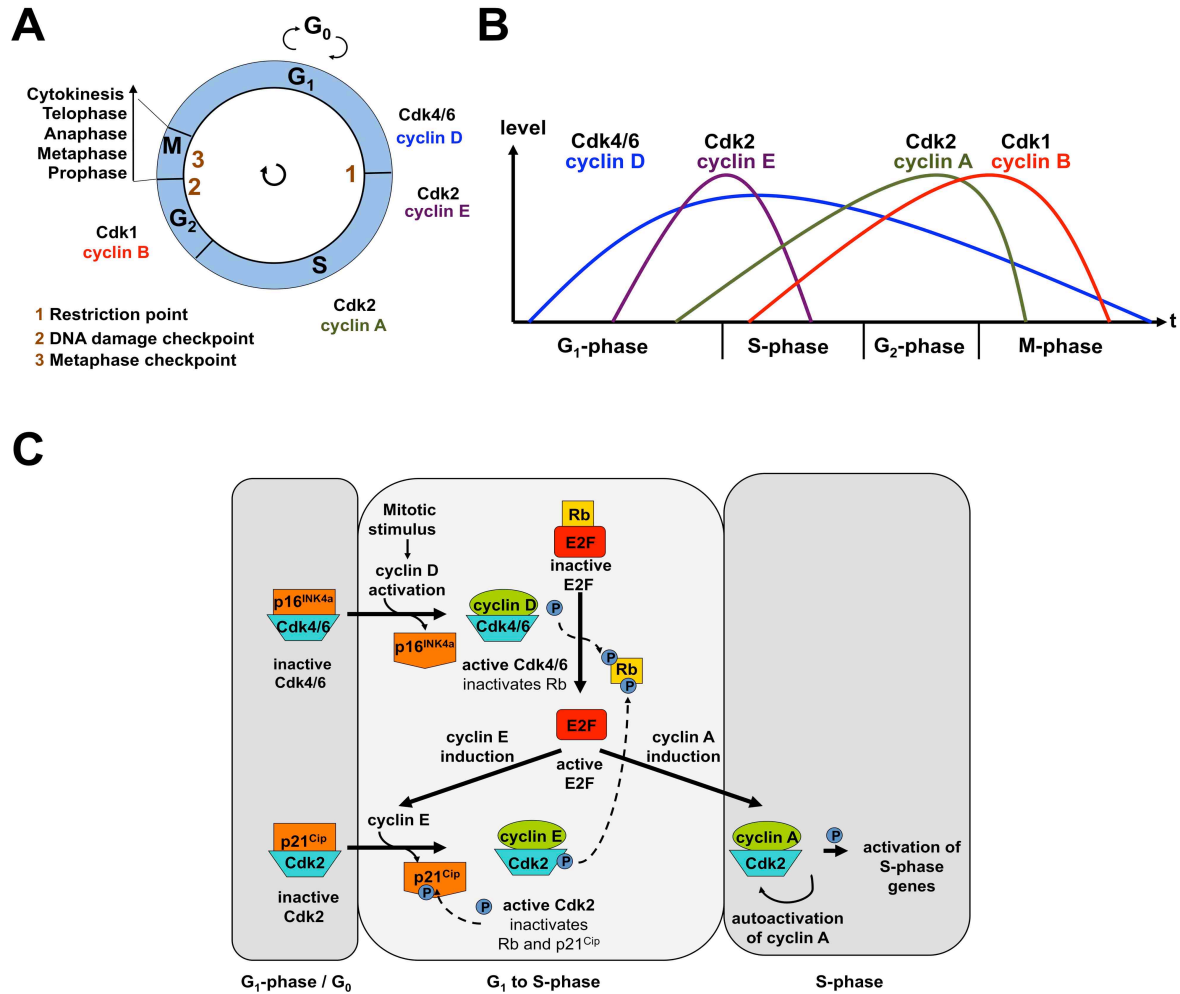 A
G₀
G₁
Cytokinesis
Telophase
Anaphase
Metaphase
Prophase
M
3
2
1
G₂
S
Cdk4/6
cyclin D
Cdk2
cyclin E
Cdk1
cyclin B
Cdk2
cyclin A
1 Restriction point
2 DNA damage checkpoint
3 Metaphase checkpoint
B
level
Cdk4/6
cyclin D
Cdk2
cyclin E
Cdk2
cyclin A
Cdk1
cyclin B
t
G₁-phase
S-phase
G₂-phase
M-phase
C
Mitotic
stimulus
cyclin D
activation
p16INK4a
Cdk4/6
inactive
Cdk4/6
p16INK4a
cyclin D
Cdk4/6
P
active Cdk4/6
inactivates Rb
Rb
E2F
inactive
E2F
P
Rb
P
E2F
active
E2F
cyclin E
induction
cyclin A
induction
p21Cip
Cdk2
inactive
Cdk2
cyclin E
p21Cip
P
cyclin E
Cdk2
P
P
active Cdk2
inactivates
Rb and p21Cip
cyclin A
Cdk2
P
activation of
S-phase
genes
autoactivation
of cyclin A
G₁-phase / G₀
G₁ to S-phase
S-phase